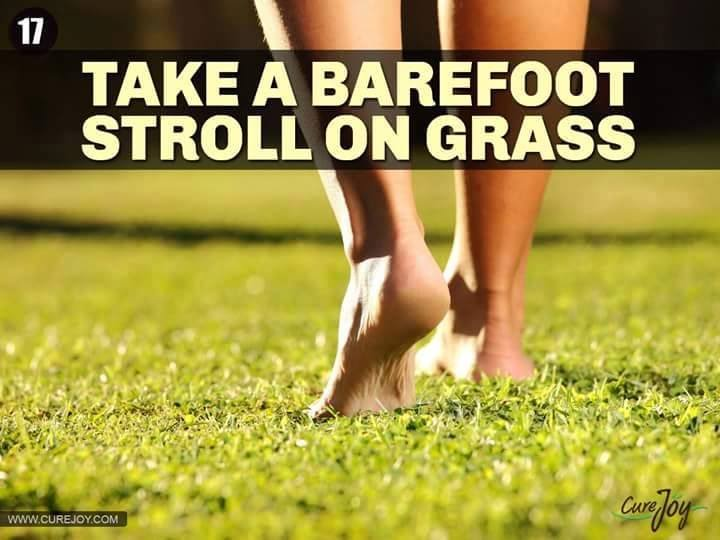 17
TAKE A BAREFOOT
STROLL ON GRASS
WWW.CUREJOY.COM
CureJoy